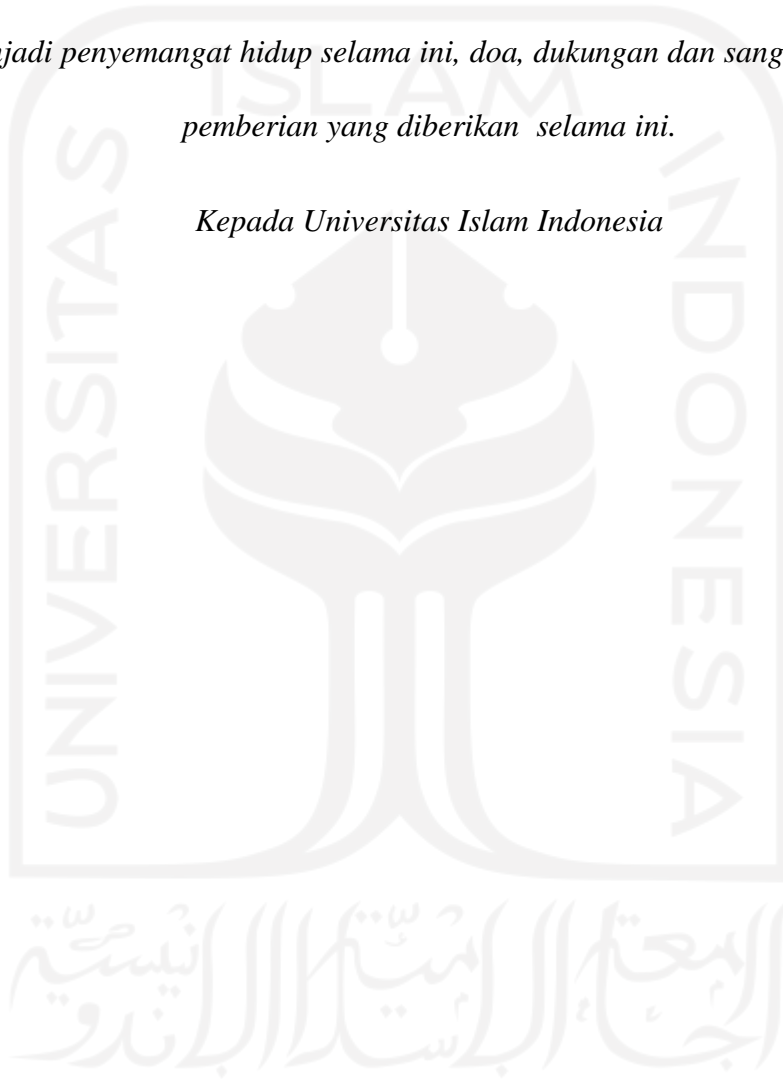 jadi penyemangat hidup selama ini, doa, dukungan dan sang
pemberian yang diberikan selama ini.
Kepada Universitas Islam Indonesia
ISLAM
UNIVERSITAS
INDONESIA